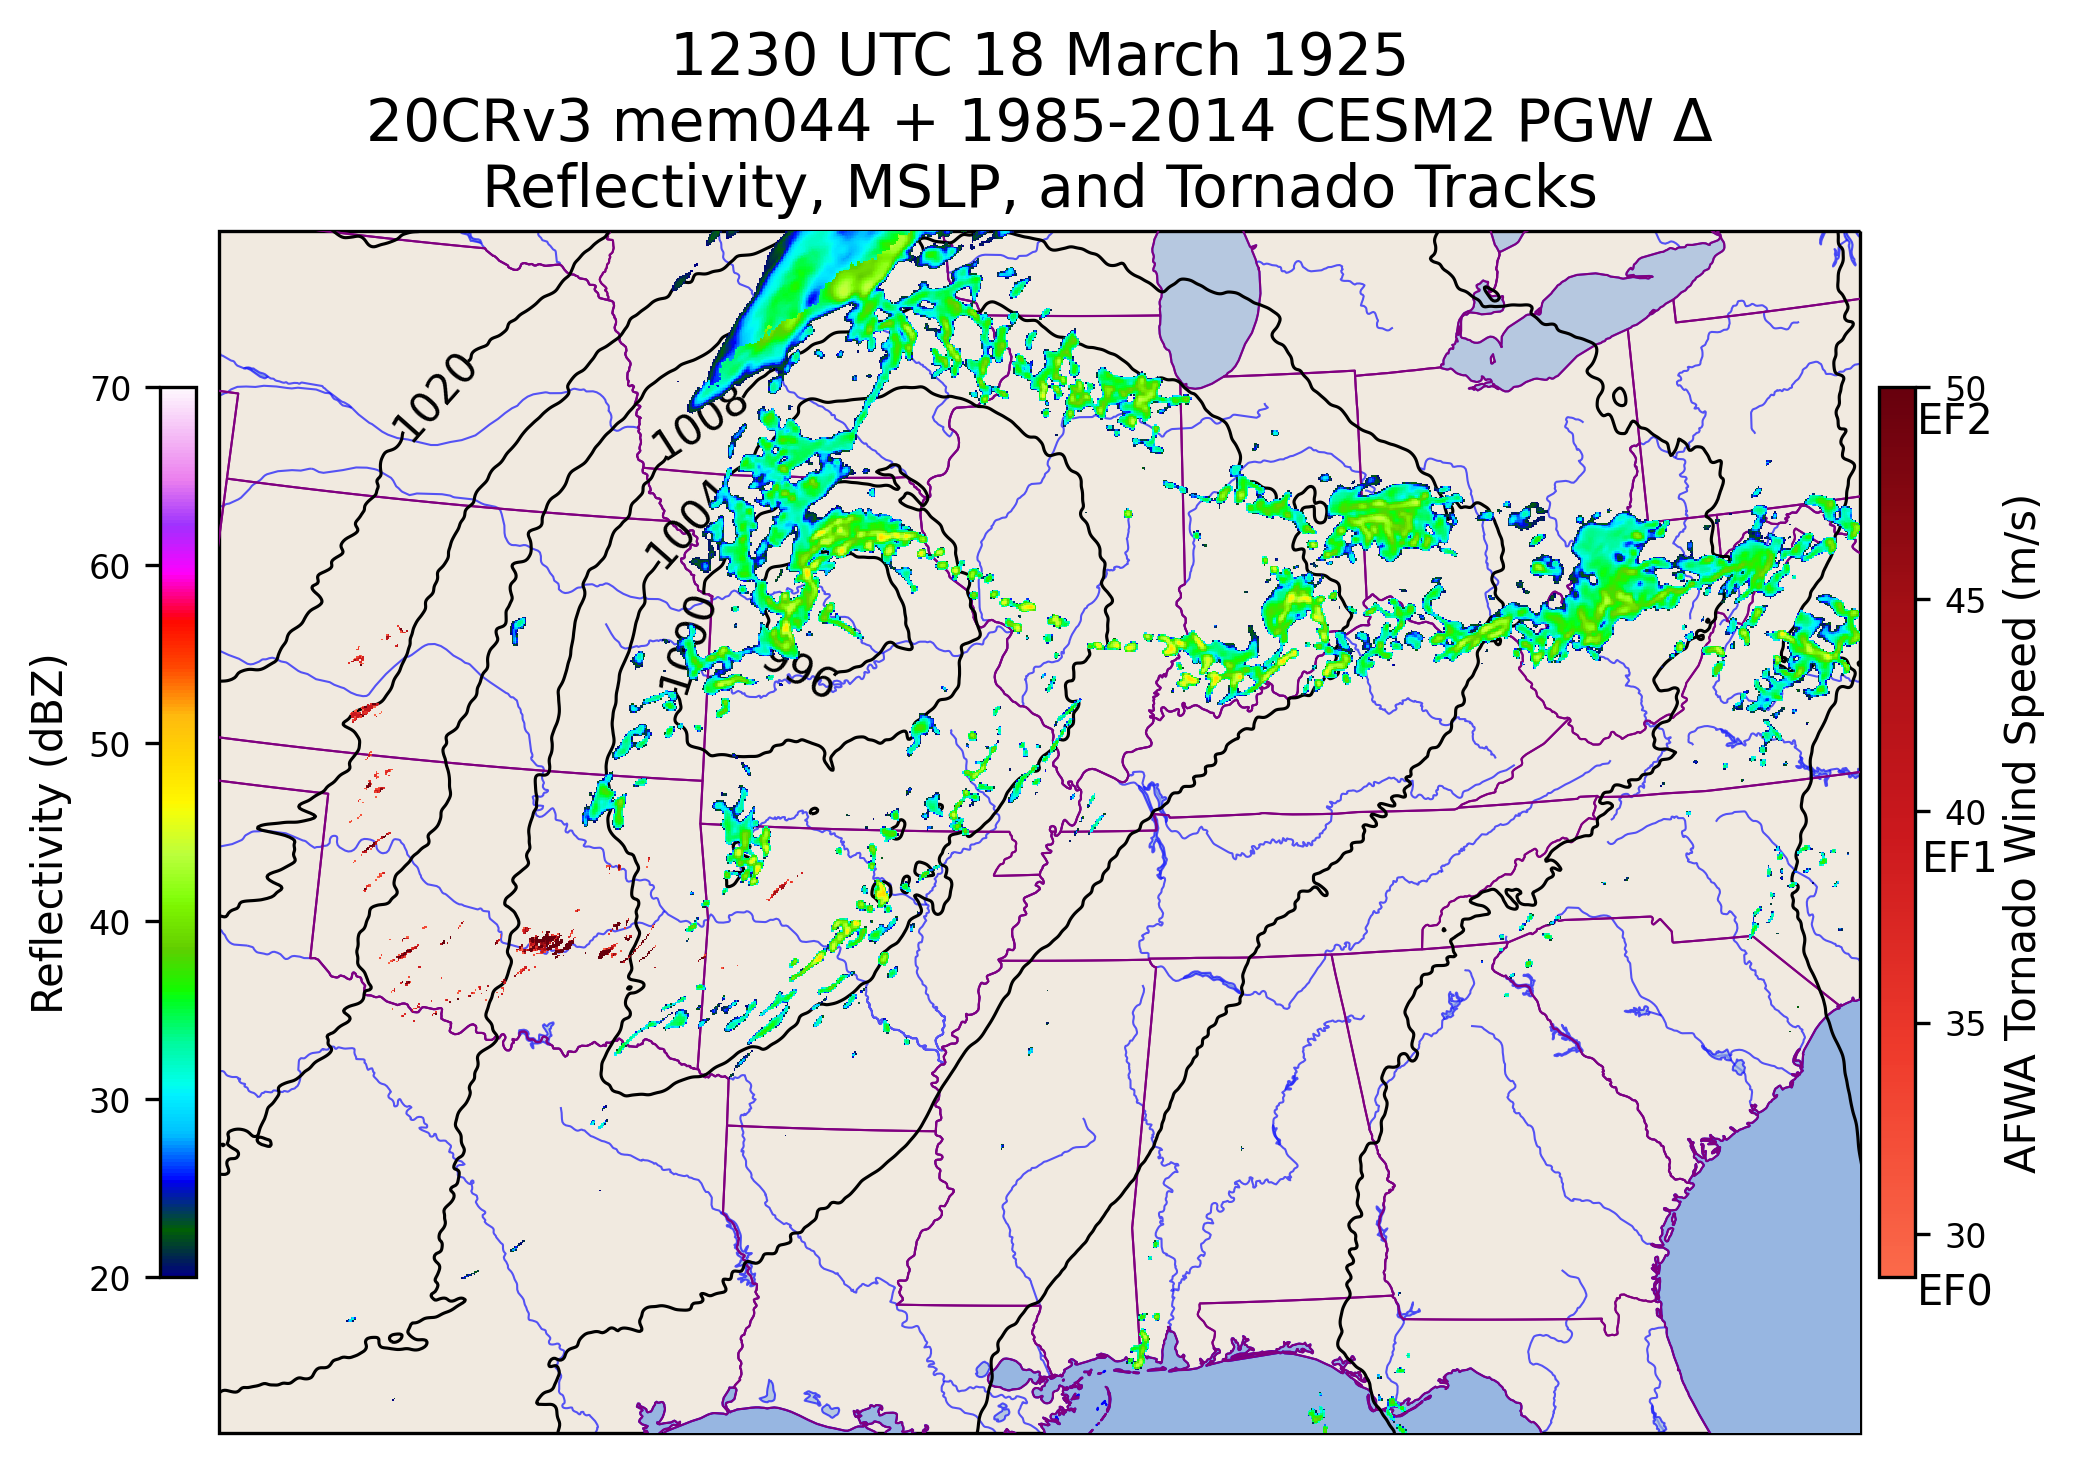 1230 UTC 18 March 1925
20CRv3 mem044 + 1985-2014 CESM2 PGW Δ
Reflectivity, MSLP, and Tornado Tracks
70
60
50
40
30
20
Reflectivity (dBZ)
1020
1008
1004
1000
996
50
EF2
45
40
EF1
35
30
EF0
AFWA Tornado Wind Speed (m/s)